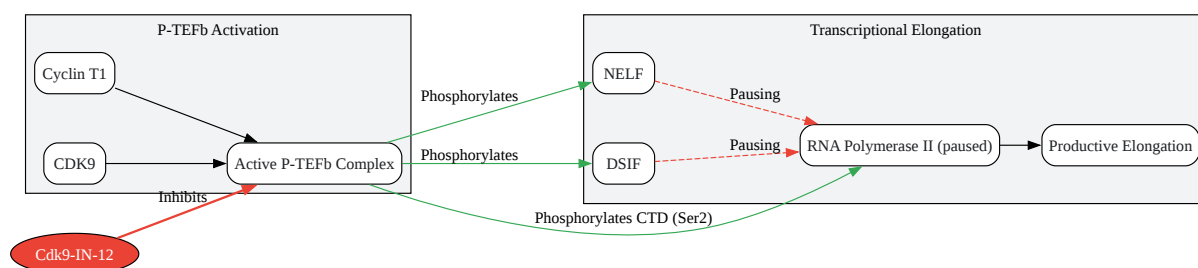 P-TEFb Activation
Transcriptional Elongation
Cyclin T1
NELF
Phosphorylates
Pausing
CDK9
Active P-TEFb Complex
Phosphorylates
DSIF
Pausing
RNA Polymerase II (paused)
Productive Elongation
Inhibits
Phosphorylates CTD (Ser2)
Cdk9-IN-12